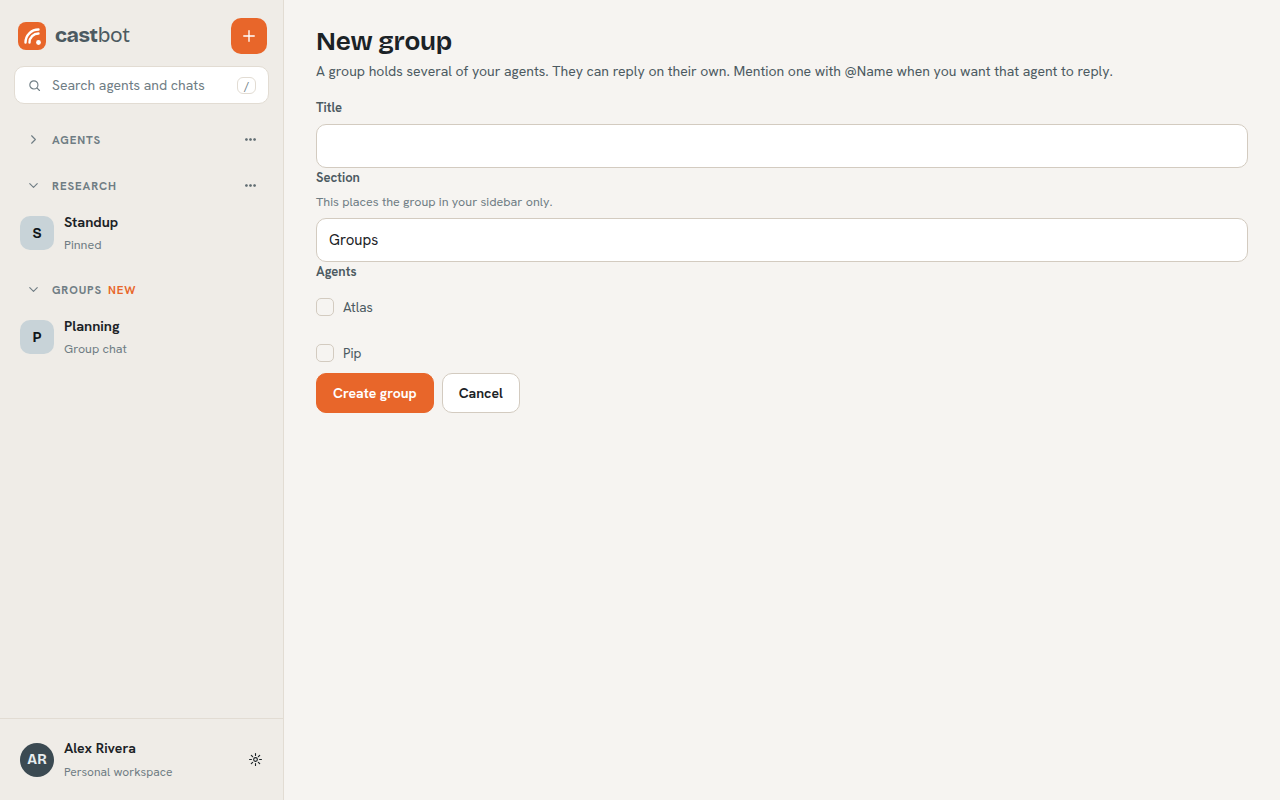 castbot
Search agents and chats /
AGENTS
RESEARCH
S
Standup
Pinned
GROUPS NEW
P
Planning
Group chat
AR
Alex Rivera
Personal workspace
New group
A group holds several of your agents. They can reply on their own. Mention one with @Name when you want that agent to reply.
Title
Section
This places the group in your sidebar only.
Groups
Agents
Atlas
Pip
Create group
Cancel